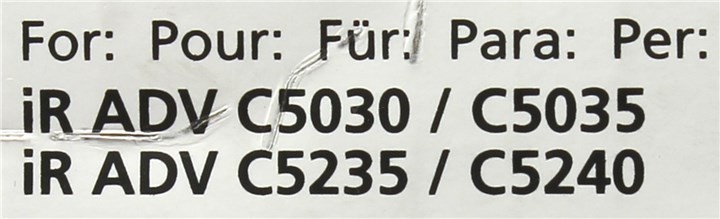 For: Pour: Für: Para: Per:
iR ADV C5030 / C5035
iR ADV C5235 / C5240